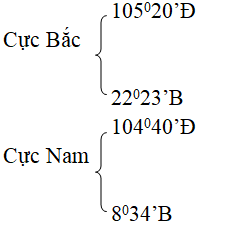 105⁰20’Đ
Cực Bắc
22⁰23’B
104⁰40’Đ
Cực Nam
8⁰34’B